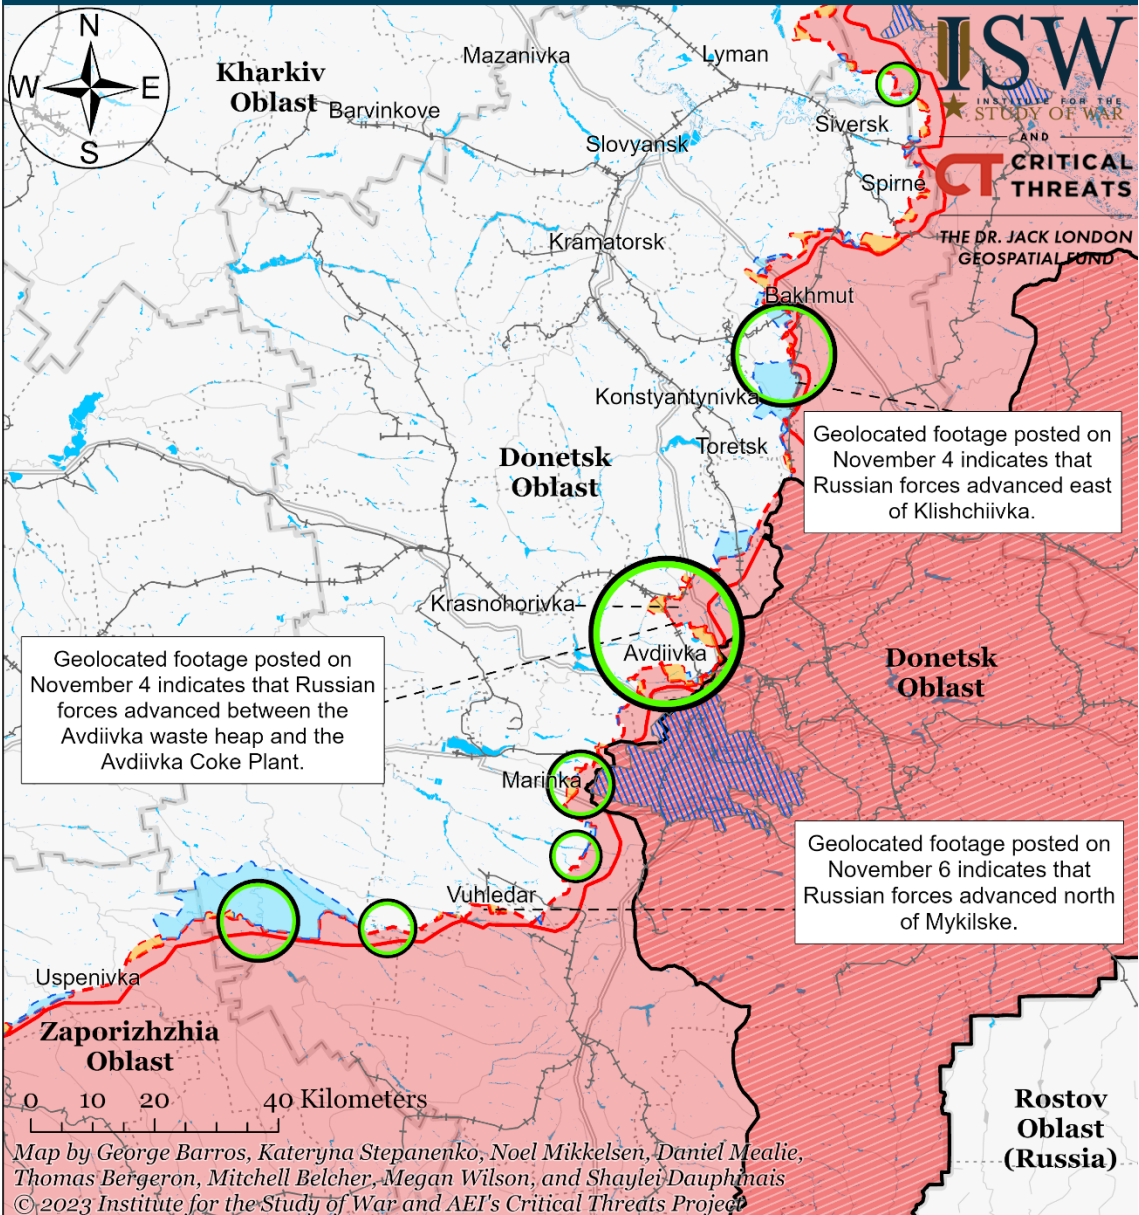 N
W
E
S
Kharkiv
Oblast
Mazanivka
Lyman
ISW
INSTITUTE FOR THE
STUDY OF WAR
AND
CT CRITICAL
THREATS
THE DR. JACK LONDON
GEOSPATIAL FUND
Barvinkove
Siversk
Slovyansk
Spirne
Kramatorsk
Bakhmut
Konstyantynivka
Toretsk
Geolocated footage posted on
November 4 indicates that
Russian forces advanced east
of Klishchiivka.
Donetsk
Oblast
Krasnohorivka
Avdiivka
Geolocated footage posted on
November 4 indicates that Russian
forces advanced between the
Avdiivka waste heap and the
Avdiivka Coke Plant.
Donetsk
Oblast
Marinka
Geolocated footage posted on
November 6 indicates that
Russian forces advanced north
of Mykilske.
Vuhledar
Uspenivka
Zaporizhzhia
Oblast
0 10 20 40 Kilometers
Rostov
Oblast
(Russia)
Map by George Barros, Kateryna Stepanenko, Noel Mikkelsen, Daniel Mealie,
Thomas Bergeron, Mitchell Belcher, Megan Wilson, and Shaylei Dauphinais
© 2023 Institute for the Study of War and AEI's Critical Threats Project